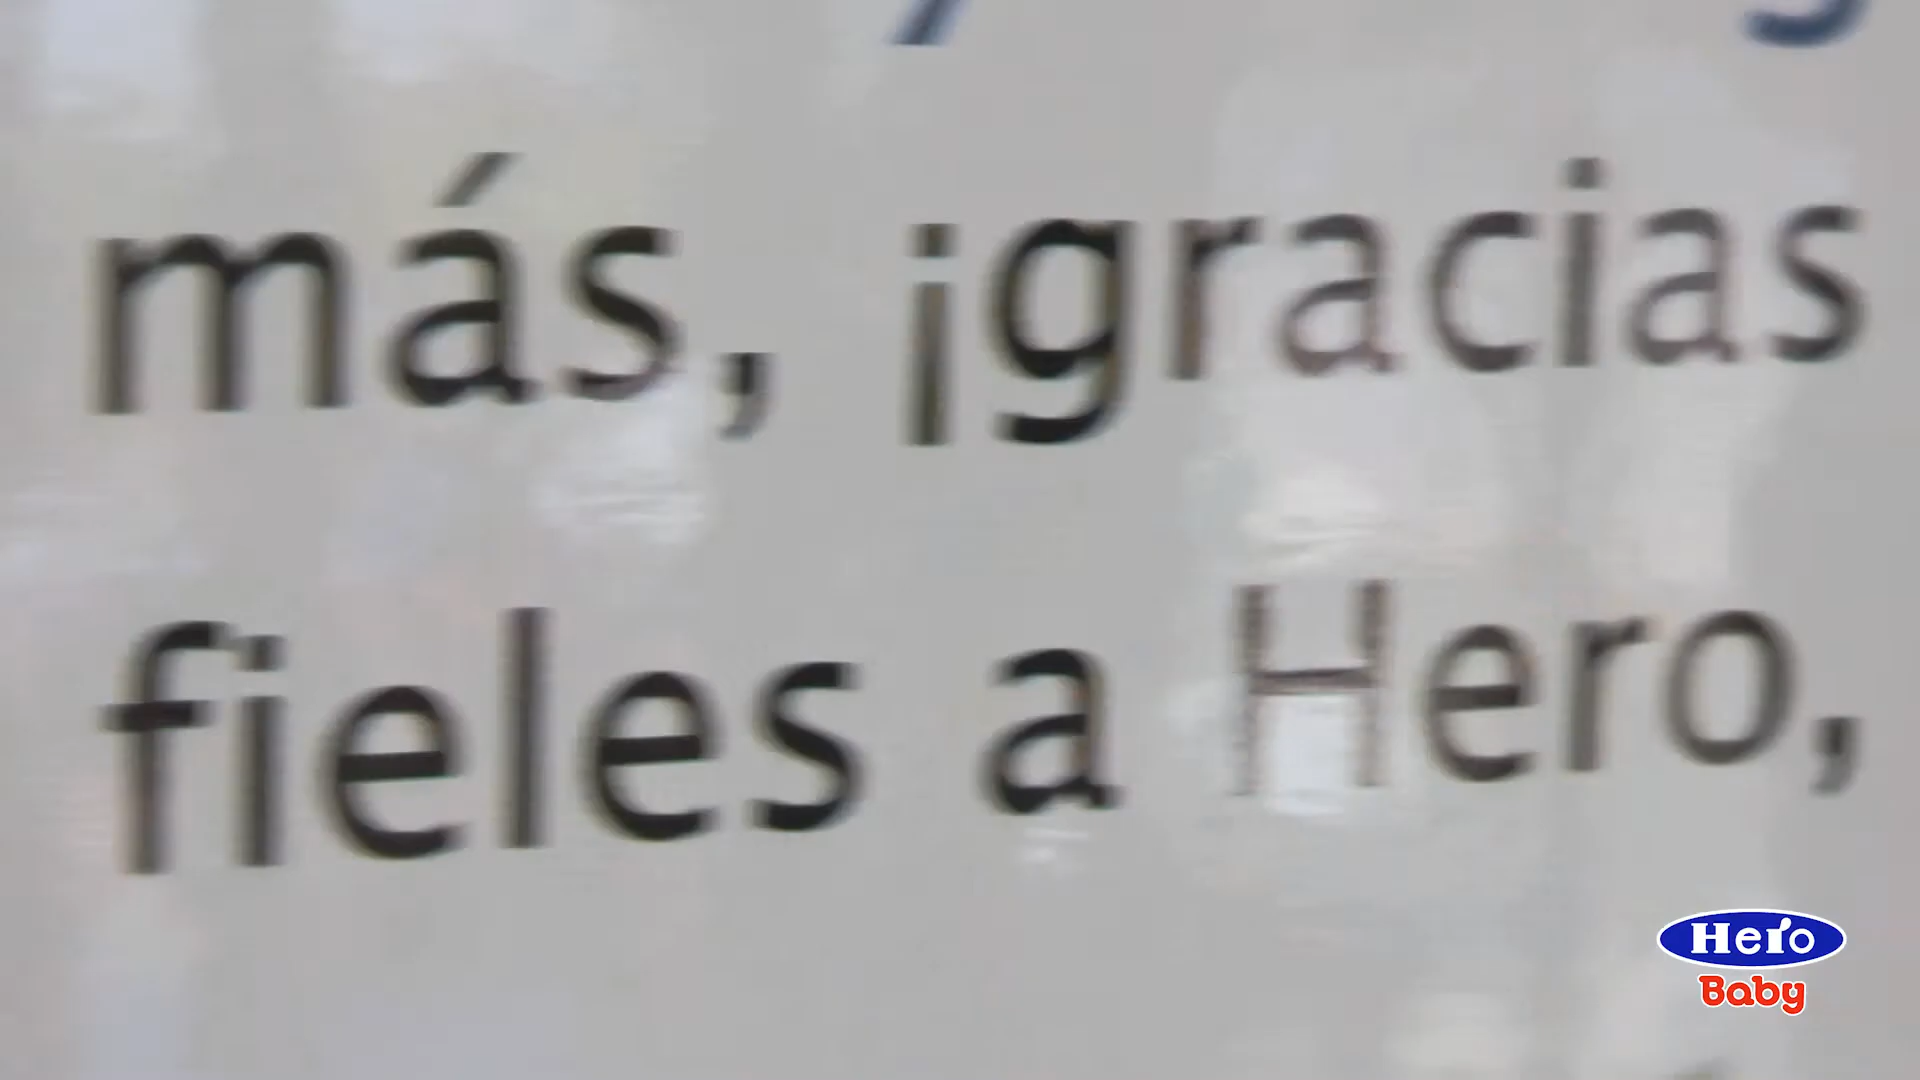 más, ¡gracias
fieles a Hero,
Hero
Baby